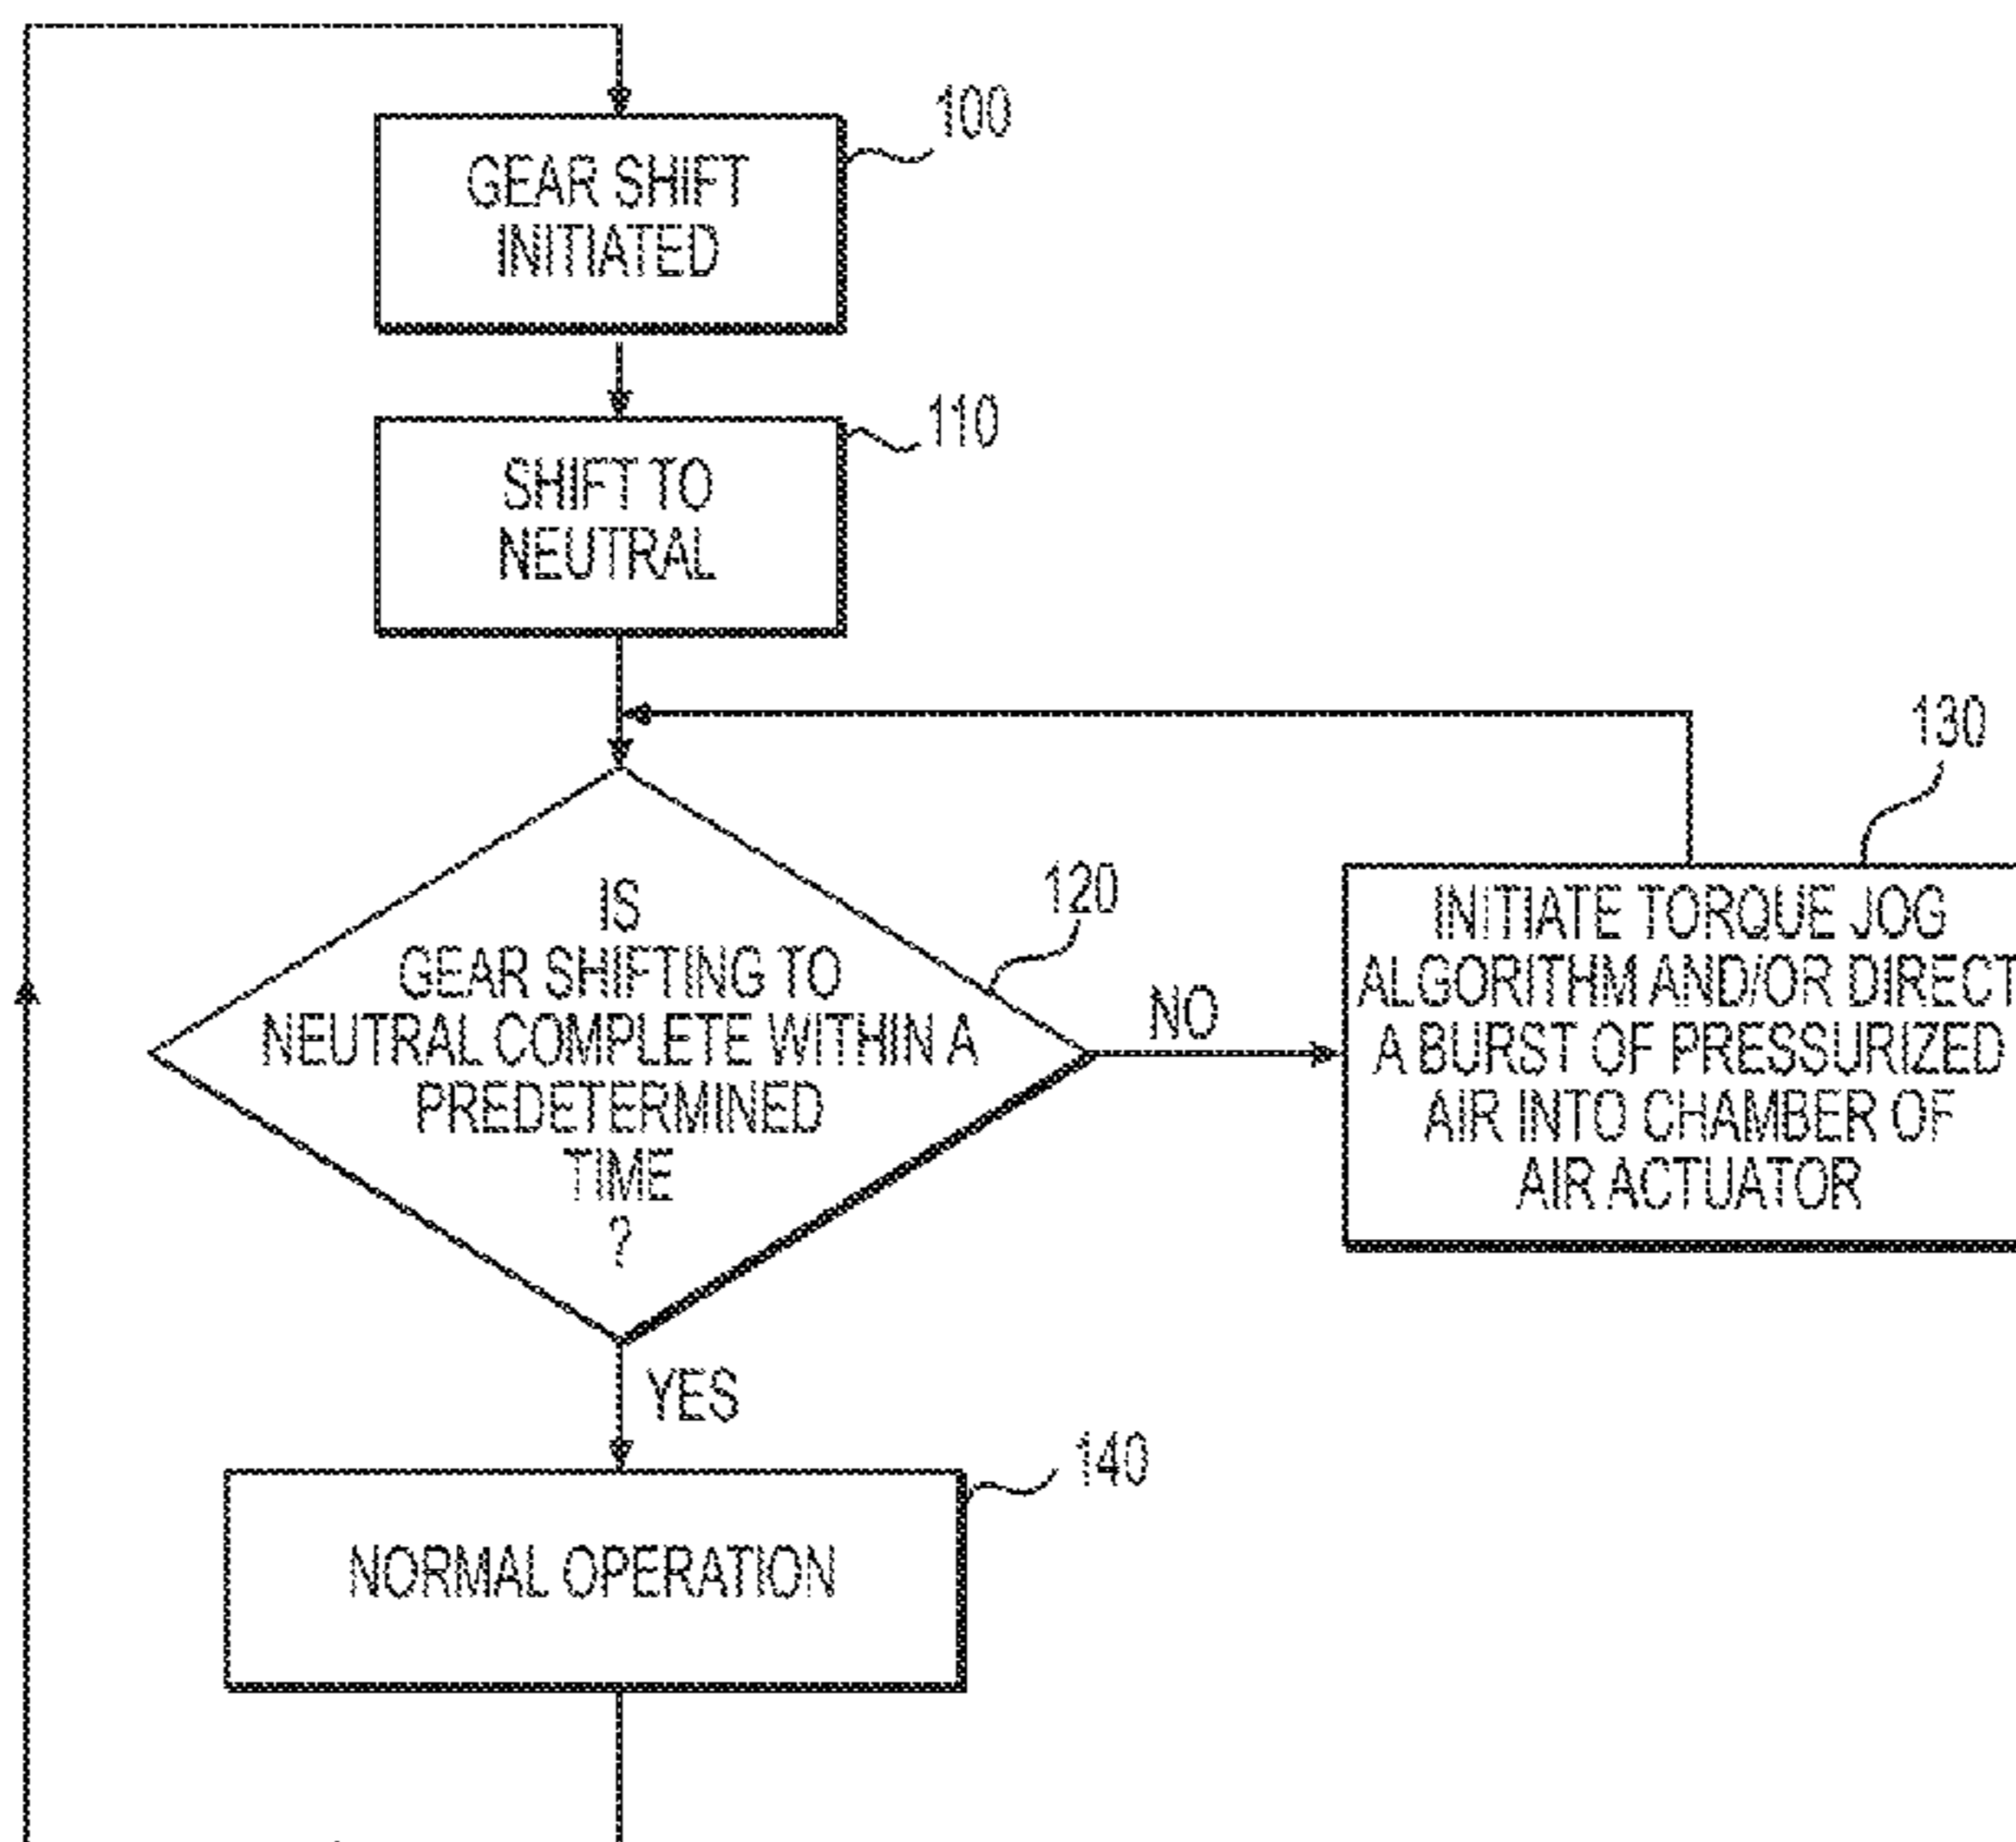 100
GEAR SHIFT
INITIATED
110
SHIFT TO
NEUTRAL
130
120
IS
GEAR SHIFTING TO
NEUTRAL COMPLETE WITHIN A
PREDETERMINED
TIME
?
NO
INITIATE TORQUE JOG
ALGORITHM AND/OR DIRECT
A BURST OF PRESSURIZED
AIR INTO CHAMBER OF
AIR ACTUATOR
YES
140
NORMAL OPERATION